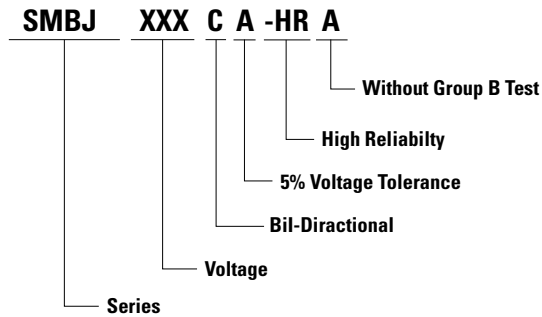 SMBJ XXX C A -HR A
Without Group B Test
High Reliabilty
5% Voltage Tolerance
Bil-Diractional
Voltage
Series